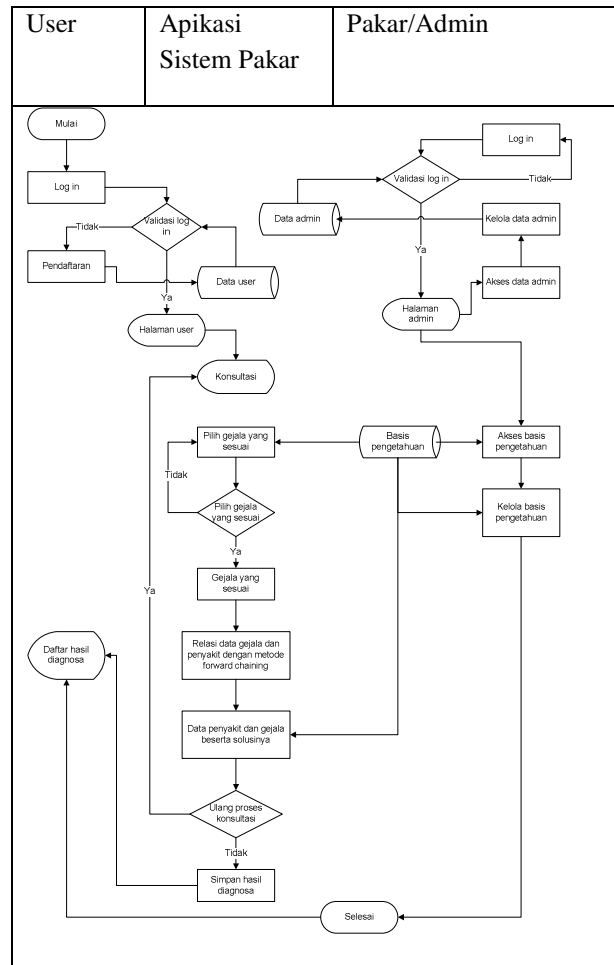 User
Apikasi
Sistem Pakar
Pakar/Admin
Mulai
Log in
Validasi log
in
Tidak
Pendaftaran
Data user
Ya
Halaman user
Konsultasi
Log in
Validasi log in
Tidak
Data admin
Kelola data admin
Akses data admin
Ya
Halaman
admin
Pilih gejala yang
sesuai
Basis
pengetahuan
Akses basis
pengetahuan
Tidak
Pilih gejala
yang sesuai
Kelola basis
pengetahuan
Ya
Gejala yang
sesuai
Ya
Relasi data gejala dan
penyakit dengan metode
forward chaining
Daftar hasil
diagnosa
Data penyakit dan gejala
beserta solusinya
Ulang proses
konsultasi
Tidak
Simpan hasil
diagnosa
Selesai